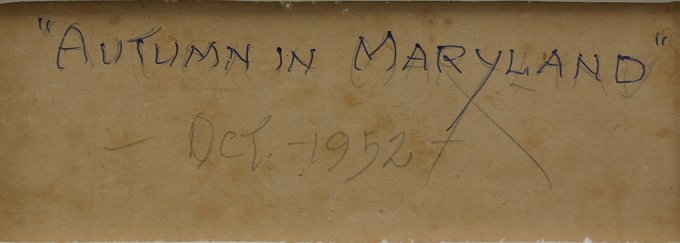 "AUTUMN IN MARYLAND"
- Oct. - 1952 -